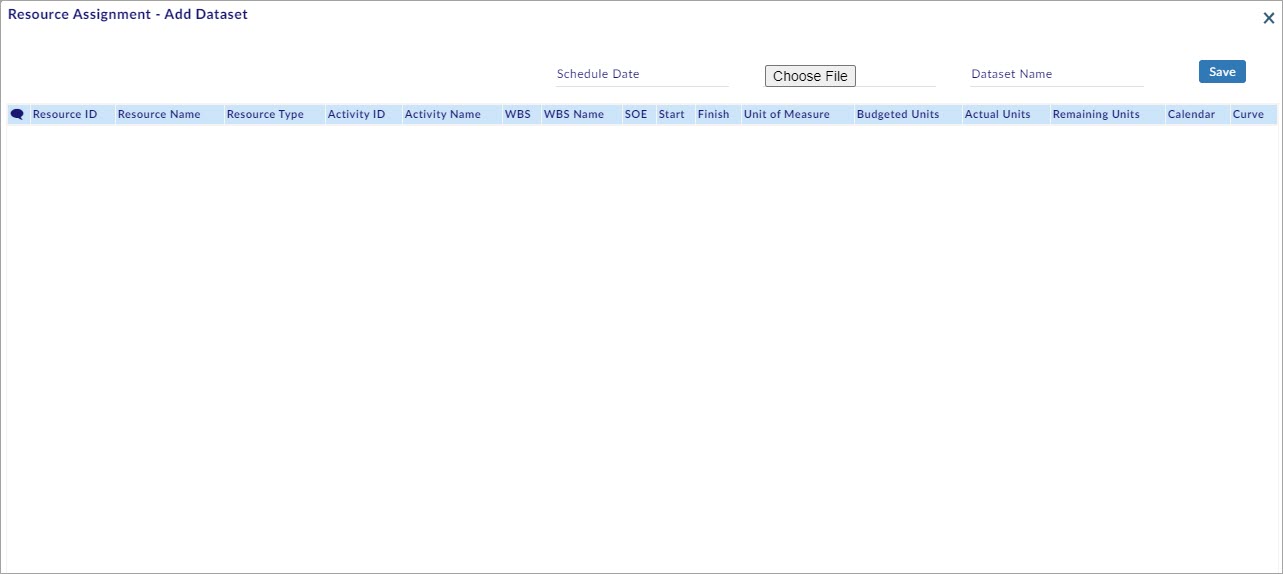 Resource Assignment - Add Dataset
Schedule Date Choose File Dataset Name Save
Resource ID Resource Name Resource Type Activity ID Activity Name WBS WBS Name SOE Start Finish Unit of Measure Budgeted Units Actual Units Remaining Units Calendar Curve